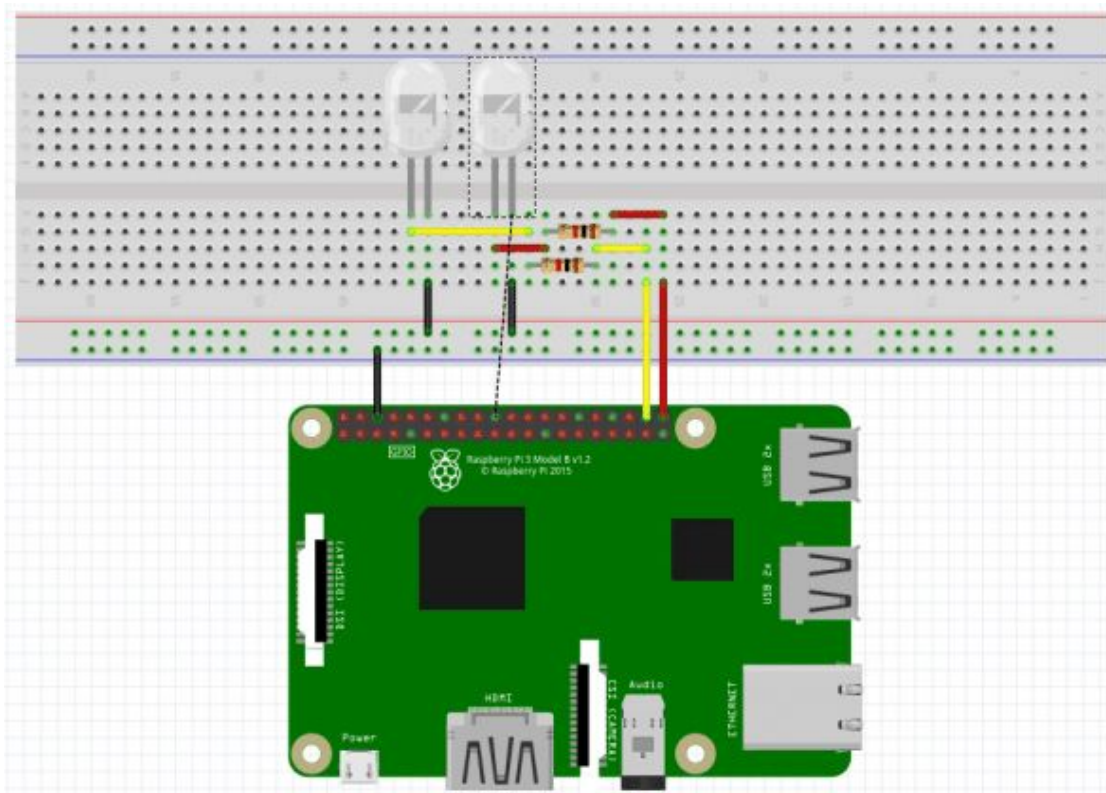 GPIO
Raspberry Pi 3 Model B v1.2
© Raspberry Pi 2015
USB 2x
DSI (DISPLAY)
USB 2x
ETHERNET
CSI (CAMERA)
Audio
HDMI
Power